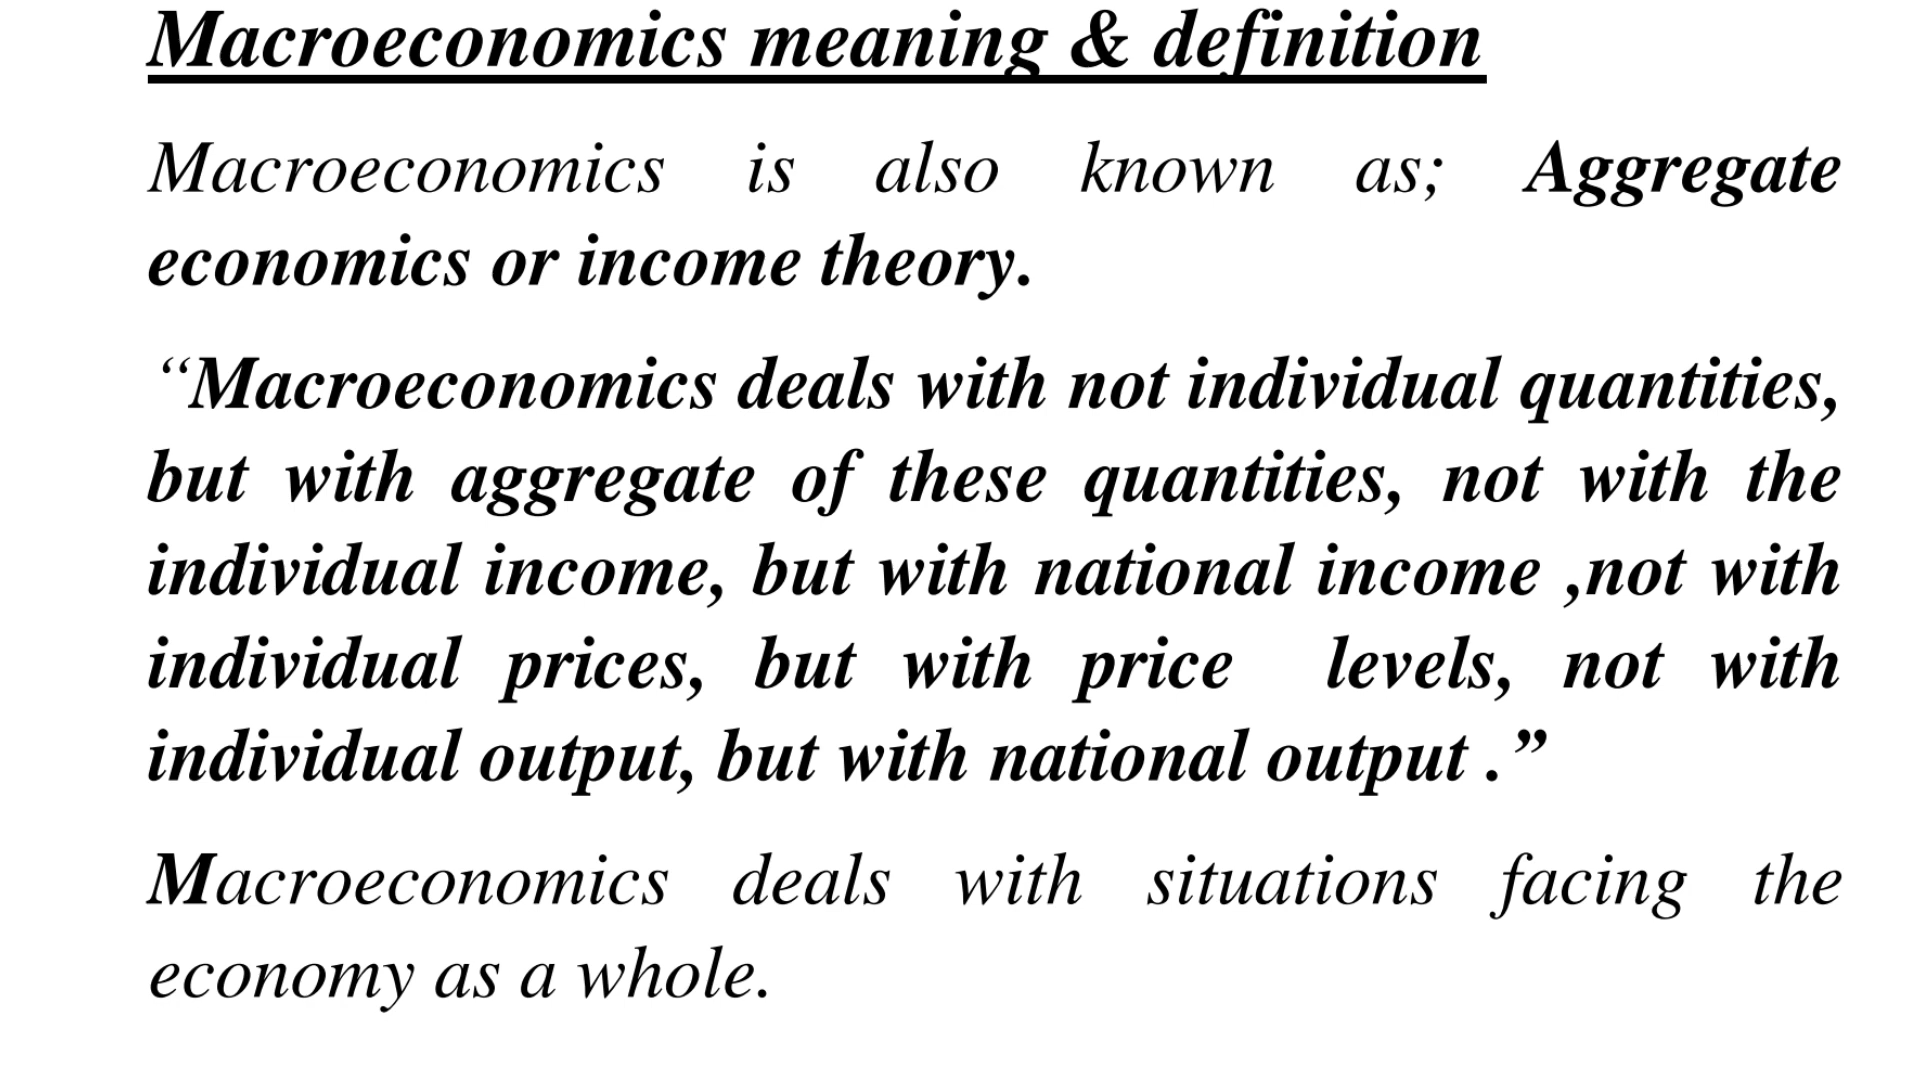 Macroeconomics meaning & definition
Macroeconomics is also known as; Aggregate
economics or income theory.
“Macroeconomics deals with not individual quantities,
but with aggregate of these quantities, not with the
individual income, but with national income ,not with
individual prices, but with price levels, not with
individual output, but with national output .”
Macroeconomics deals with situations facing the
economy as a whole.